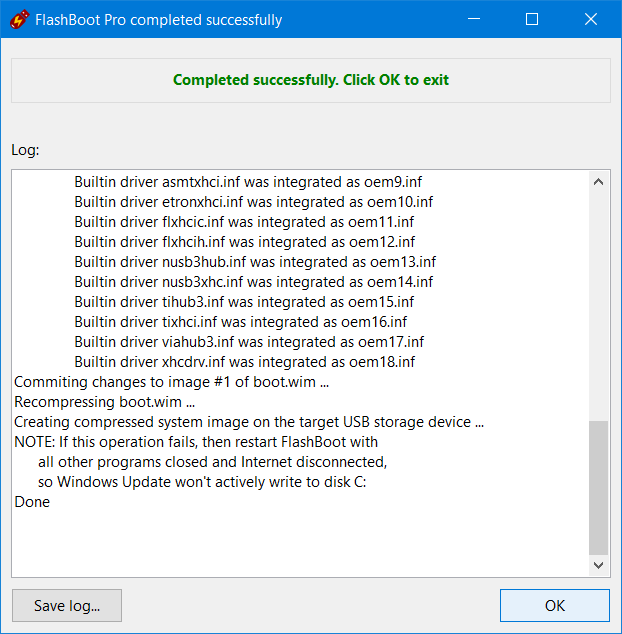 FlashBoot Pro completed successfully
Completed successfully. Click OK to exit
Log:
Builtin driver asmtxhci.inf was integrated as oem9.inf
Builtin driver etronxhci.inf was integrated as oem10.inf
Builtin driver flxhcic.inf was integrated as oem11.inf
Builtin driver flxhcih.inf was integrated as oem12.inf
Builtin driver nusb3hub.inf was integrated as oem13.inf
Builtin driver nusb3xhc.inf was integrated as oem14.inf
Builtin driver tihub3.inf was integrated as oem15.inf
Builtin driver tixhci.inf was integrated as oem16.inf
Builtin driver viahub3.inf was integrated as oem17.inf
Builtin driver xhcdrv.inf was integrated as oem18.inf
Commiting changes to image #1 of boot.wim ...
Recompressing boot.wim ...
Creating compressed system image on the target USB storage device ...
NOTE: If this operation fails, then restart FlashBoot with
all other programs closed and Internet disconnected,
so Windows Update won't actively write to disk C:
Done
Save log...
OK